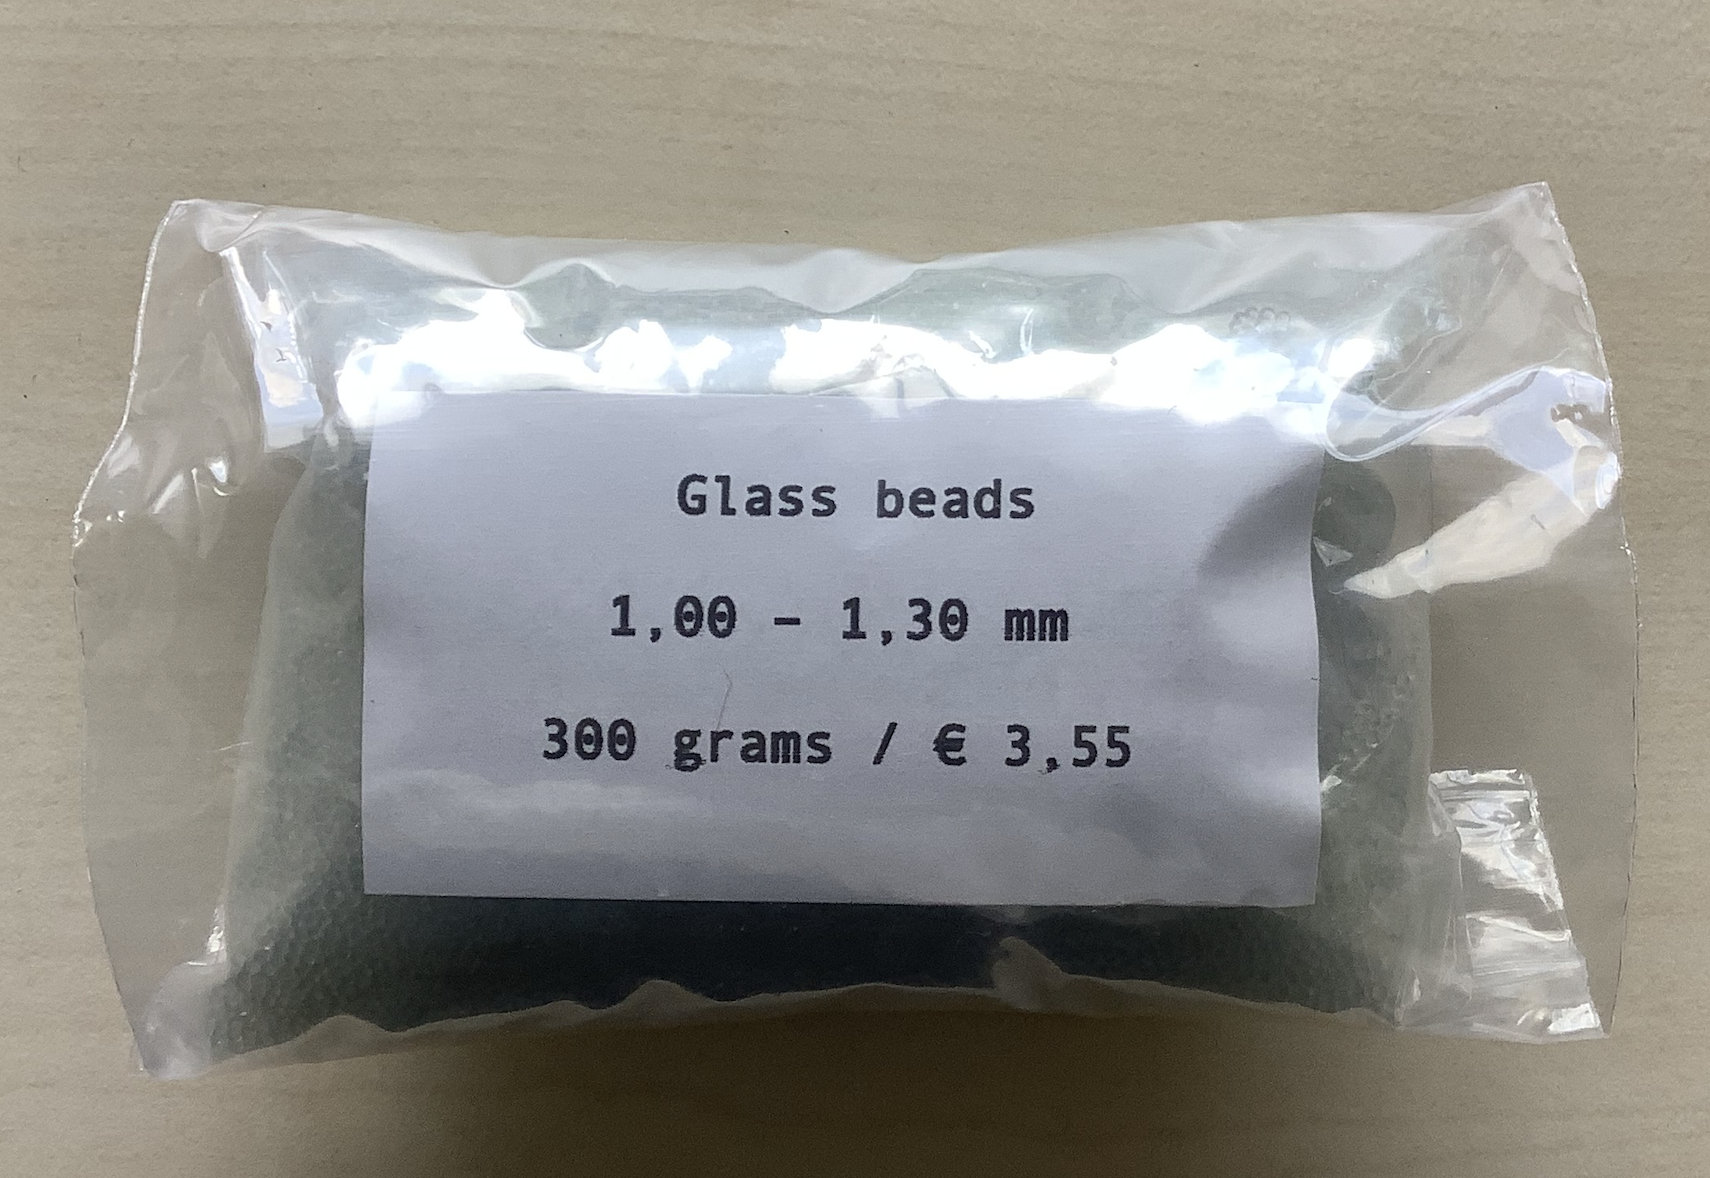 Glass beads
1,00 – 1,30 mm
300 grams / € 3,55